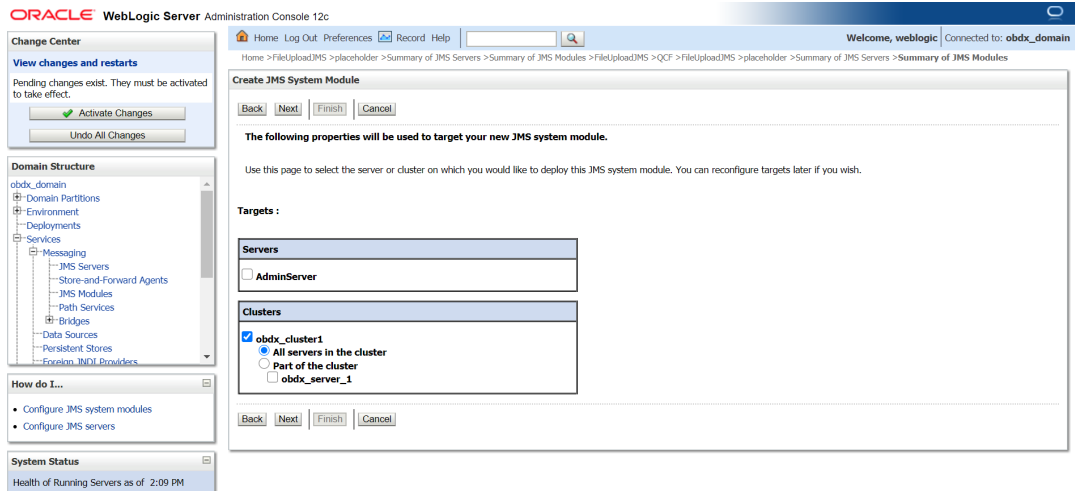 ORACLE WebLogic Server Administration Console 12c
Change Center
View changes and restarts
Pending changes exist. They must be activated
to take effect.
Activate Changes
Undo All Changes
Domain Structure
obdx_domain
Domain Partitions
Environment
Deployments
Services
Messaging
JMS Servers
Store-and-Forward Agents
JMS Modules
Path Services
Bridges
Data Sources
Persistent Stores
Foreign JNDI Providers
How do I...
Configure JMS system modules
Configure JMS servers
System Status
Health of Running Servers as of 2:09 PM
Home Log Out Preferences Record Help
Welcome, weblogic Connected to: obdx_domain
Home >FileUploadJMS >placeholder >Summary of JMS Servers >Summary of JMS Modules >FileUploadJMS >QCF >FileUploadJMS >placeholder >Summary of JMS Servers >Summary of JMS Modules
Create JMS System Module
Back Next Finish Cancel
The following properties will be used to target your new JMS system module.
Use this page to select the server or cluster on which you would like to deploy this JMS system module. You can reconfigure targets later if you wish.
Targets :
Servers
AdminServer
Clusters
obdx_cluster1
All servers in the cluster
Part of the cluster
obdx_server_1
Back Next Finish Cancel